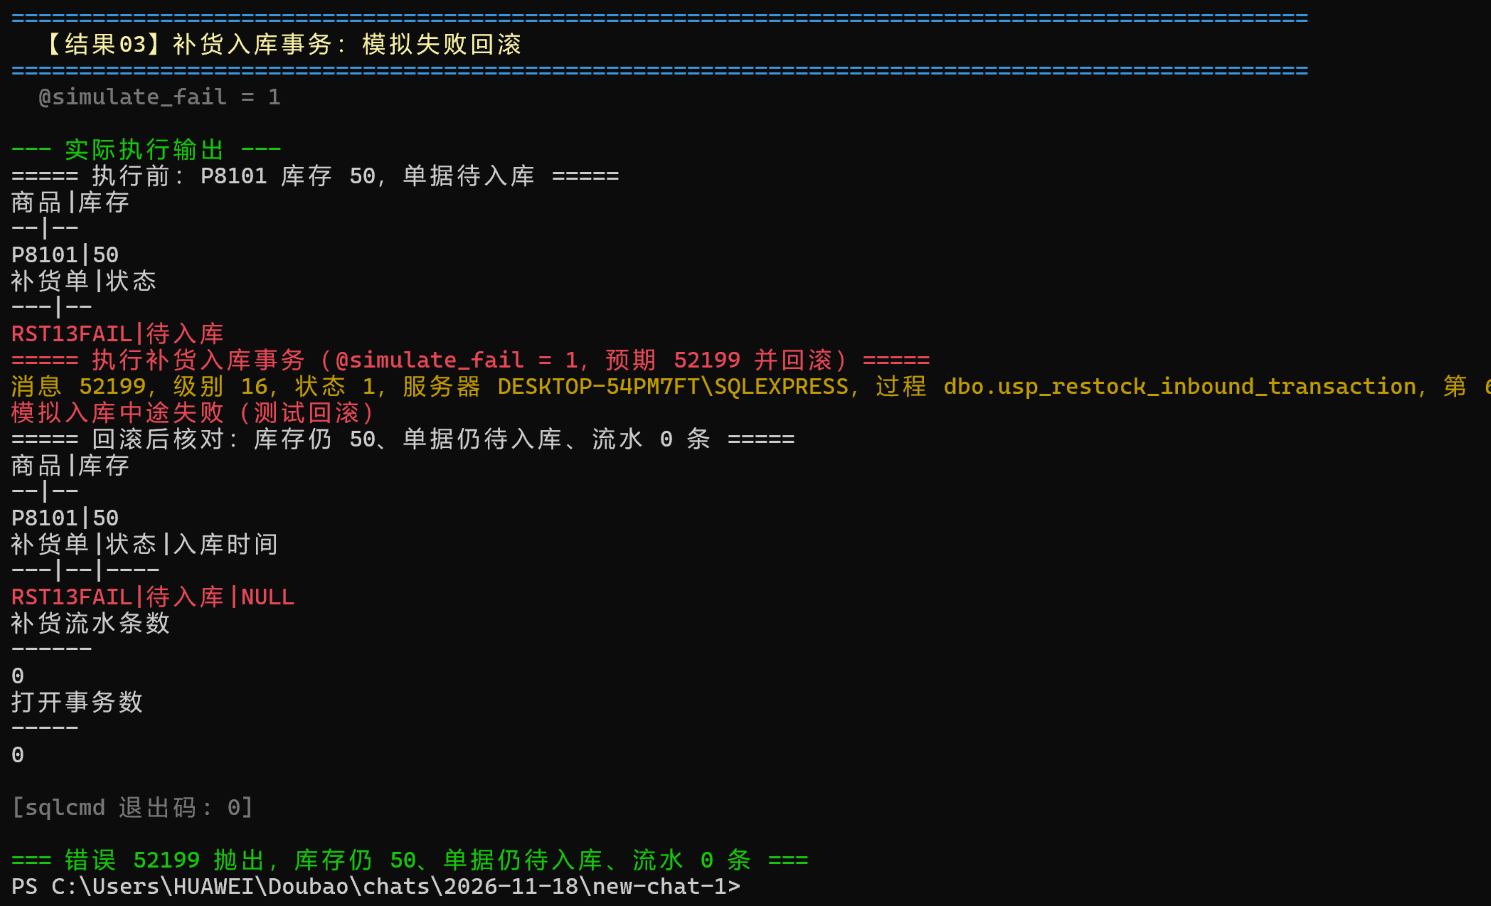 ================================================================================================
【结果03】补货入库事务：模拟失败回滚
================================================================================================
@simulate_fail = 1
--- 实际执行输出 ---
===== 执行前：P8101 库存 50，单据待入库 =====
商品|库存
--|--
P8101|50
补货单|状态
---|--
RST13FAIL|待入库
===== 执行补货入库事务（@simulate_fail = 1，预期 52199 并回滚）=====
消息 52199，级别 16，状态 1，服务器 DESKTOP-54PM7FT\SQLEXPRESS，过程 dbo.usp_restock_inbound_transaction，第
模拟入库中途失败（测试回滚）
===== 回滚后核对：库存仍 50、单据仍待入库、流水 0 条 =====
商品|库存
--|--
P8101|50
补货单|状态|入库时间
---|--|----
RST13FAIL|待入库|NULL
补货流水条数
------
0
打开事务数
-----
0
[sqlcmd 退出码：0]
=== 错误 52199 抛出，库存仍 50、单据仍待入库、流水 0 条 ===
PS C:\Users\HUAWEI\Doubao\chats\2026-11-18\new-chat-1>